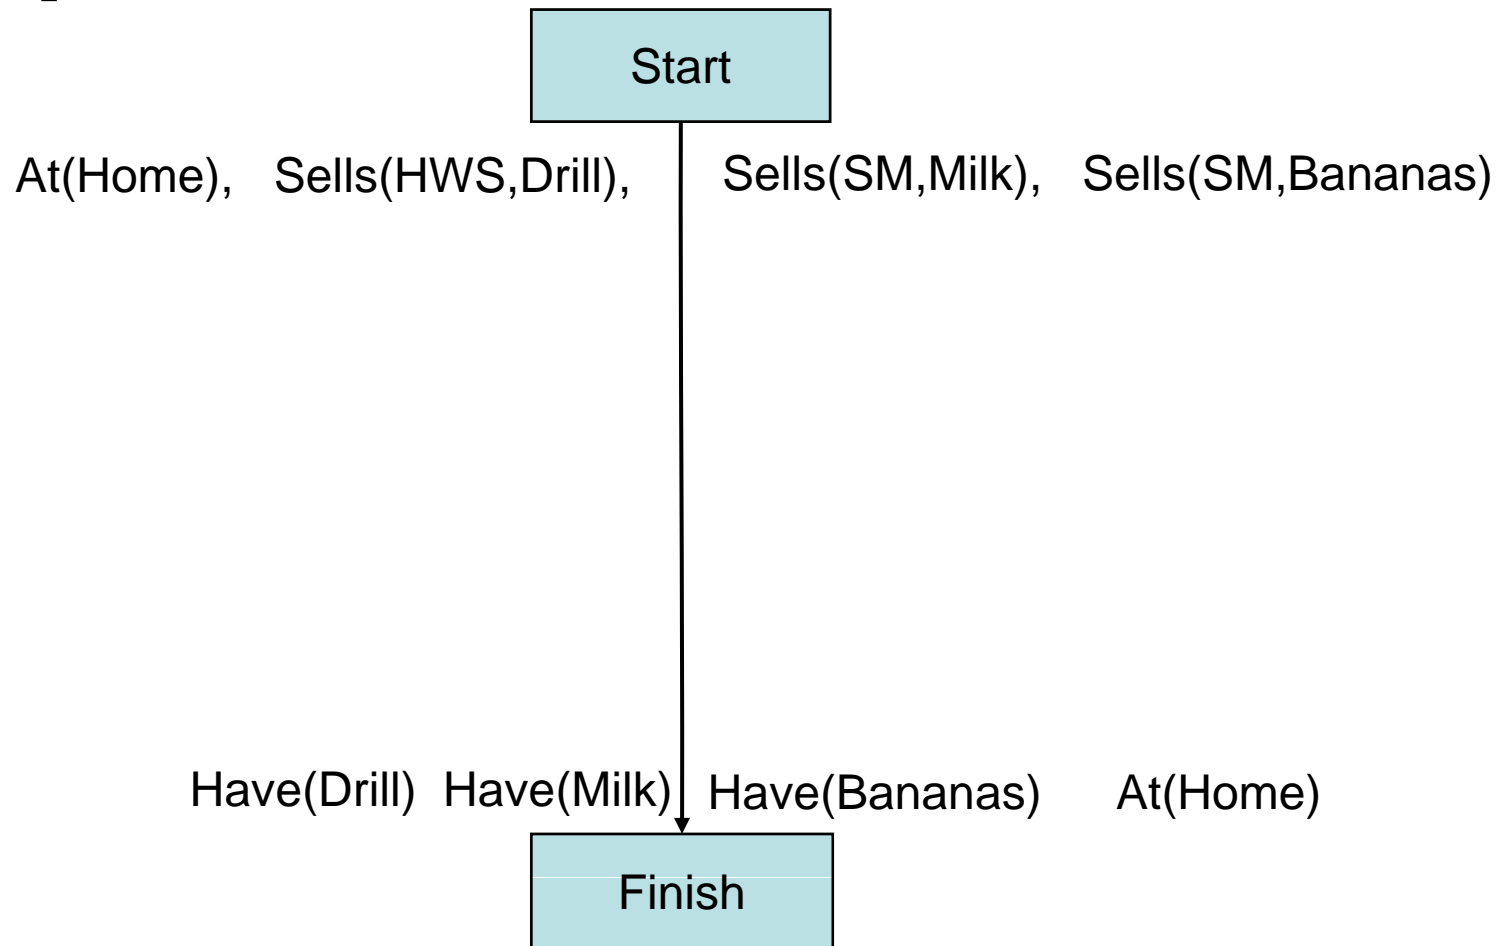 Start
At(Home), Sells(HWS,Drill), Sells(SM,Milk), Sells(SM,Bananas)
Have(Drill) Have(Milk) Have(Bananas) At(Home)
Finish